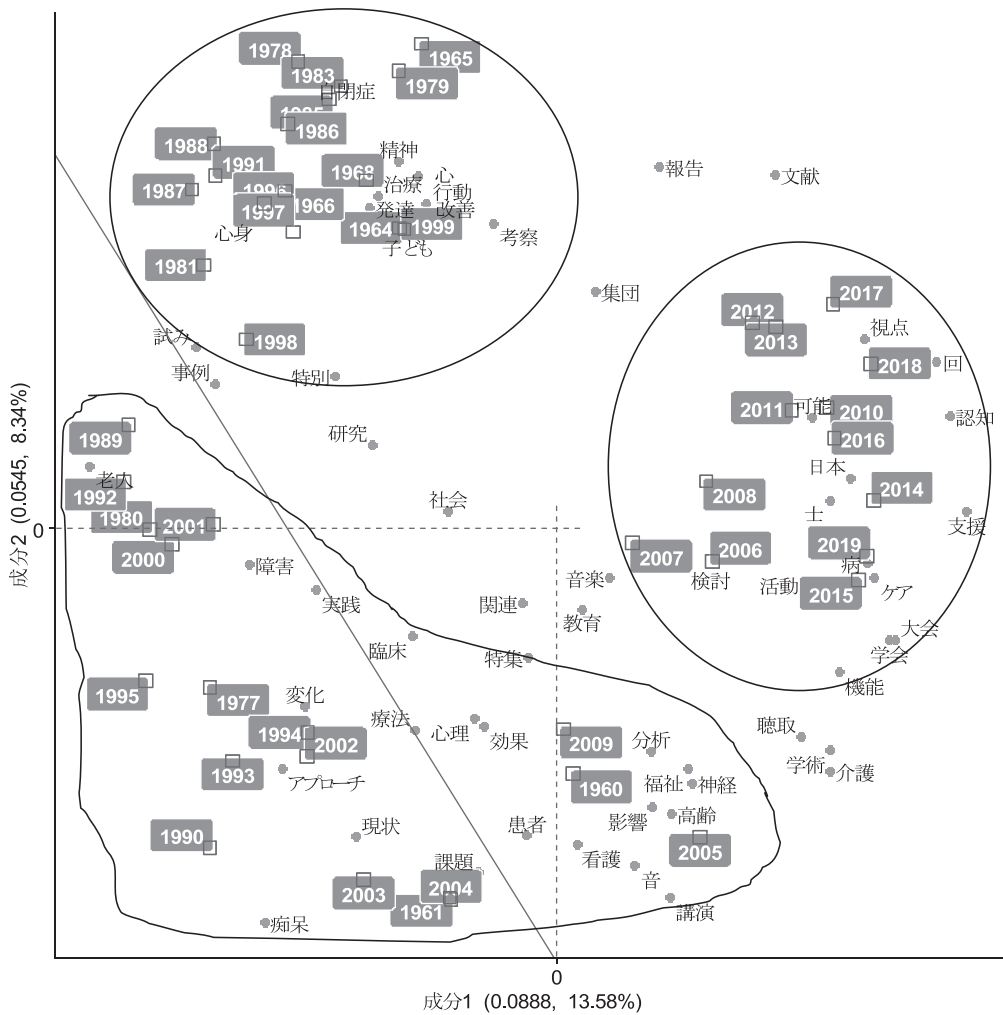 1978
1965
1983
1979
自閉症
1985
1986
1988
精神
1991
1968
心
治療
行動
1987
1996
1966
発達
改善
1997
1964
1999
考察
心身
子ども
1981
報告
文献
集団
2017
2012
2013
視点
2018
回
1998
試み
事例
特別
2011
可能
2010
認知
2016
1989
研究
日本
老人
1992
2008
2014
社会
士
支援
1980
2001
0
2000
2007
2006
2019
検討
病
障害
音楽
活動
2015
ケア
実践
関連
教育
大会
臨床
特集
学会
機能
1995
1977
変化
療法
心理
効果
聴取
1994
2002
2009
分析
学術
介護
1993
アプローチ
1960
福祉
神経
影響
高齢
1990
現状
患者
2005
課題
看護
音
2003
2004
1961
講演
痴呆
0
成分1 (0.0888, 13.58%)
成分2 (0.0545, 8.34%)